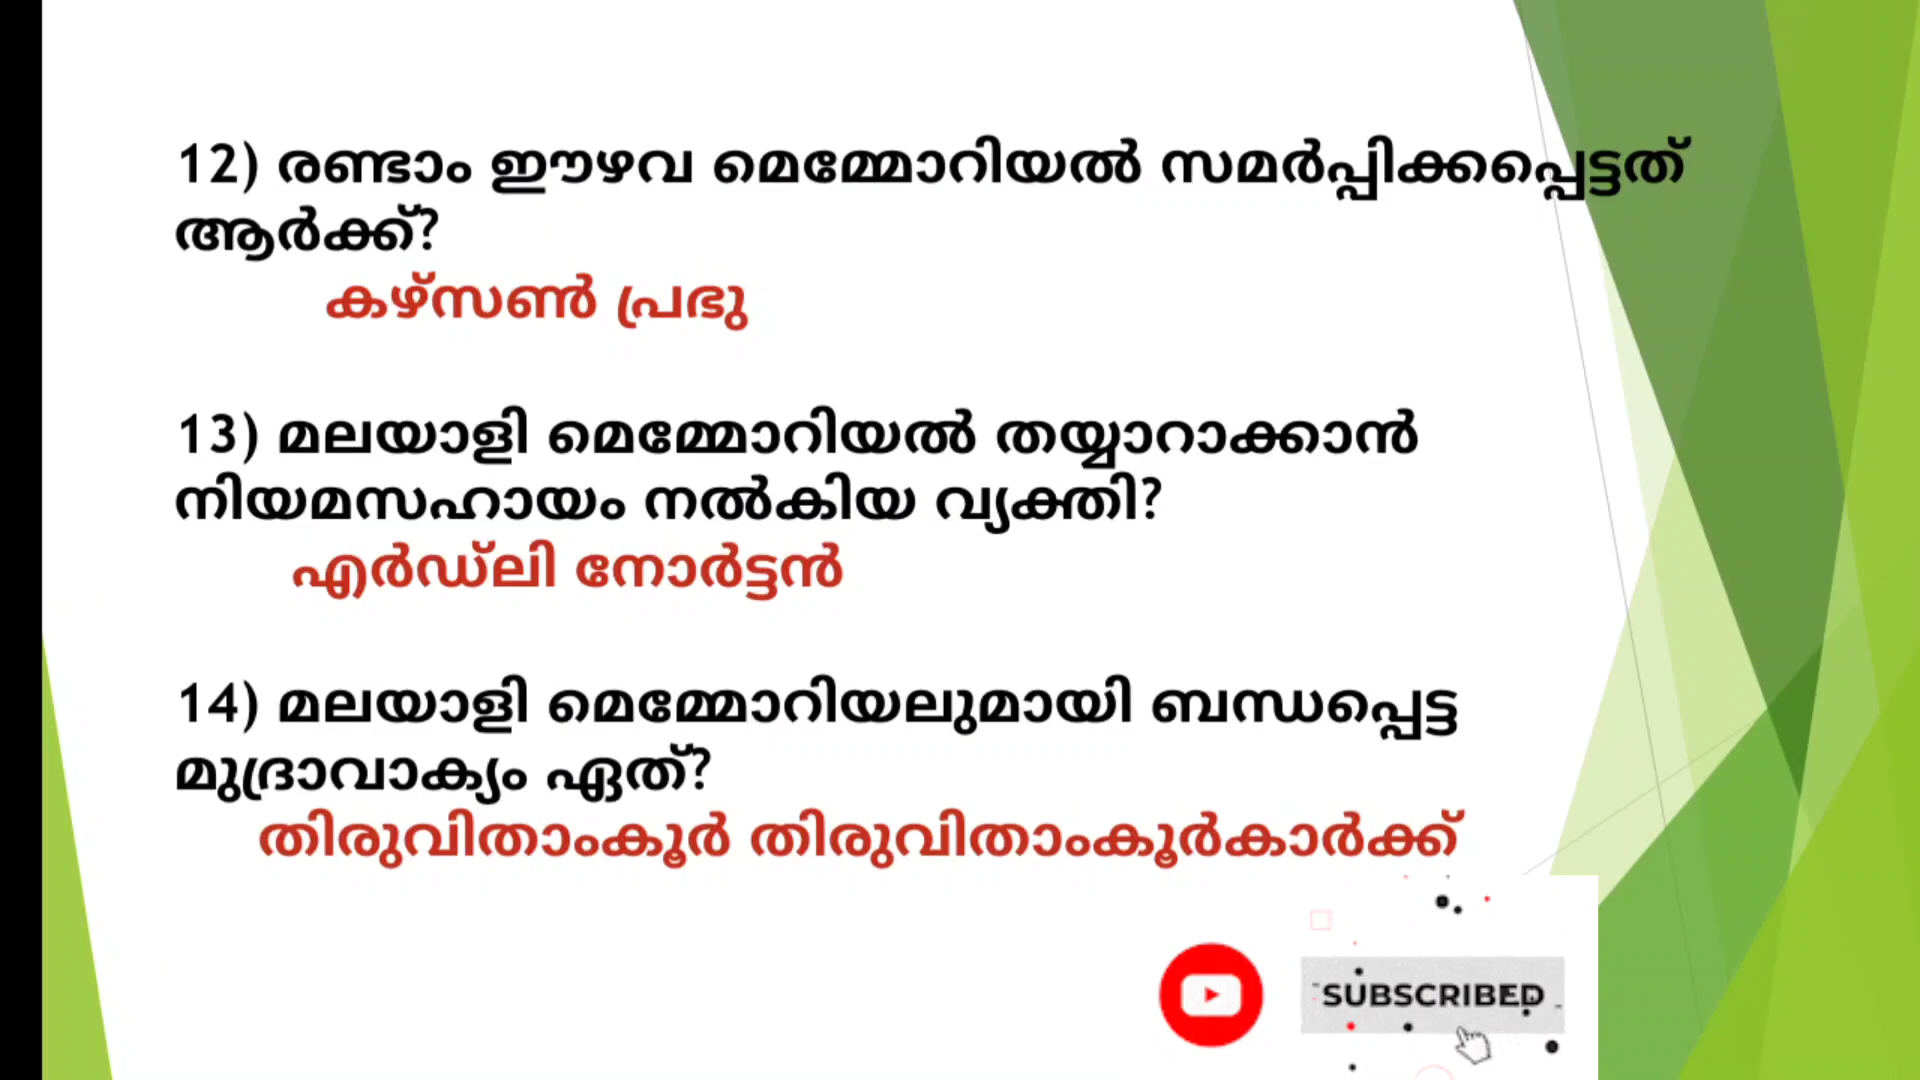 12) രണ്ടാം ഈഴവ മെമ്മോറിയൽ സമർപ്പിക്കപ്പെട്ടത്
ആർക്ക്?
കഴ്സൺ പ്രഭു
13) മലയാളി മെമ്മോറിയൽ തയ്യാറാക്കാൻ
നിയമസഹായം നൽകിയ വ്യക്തി?
എർഡ്ലി നോർട്ടൻ
14) മലയാളി മെമ്മോറിയലുമായി ബന്ധപ്പെട്ട
മുദ്രാവാക്യം ഏത്?
തിരുവിതാംകൂർ തിരുവിതാംകൂർകാർക്ക്
SUBSCRIBED